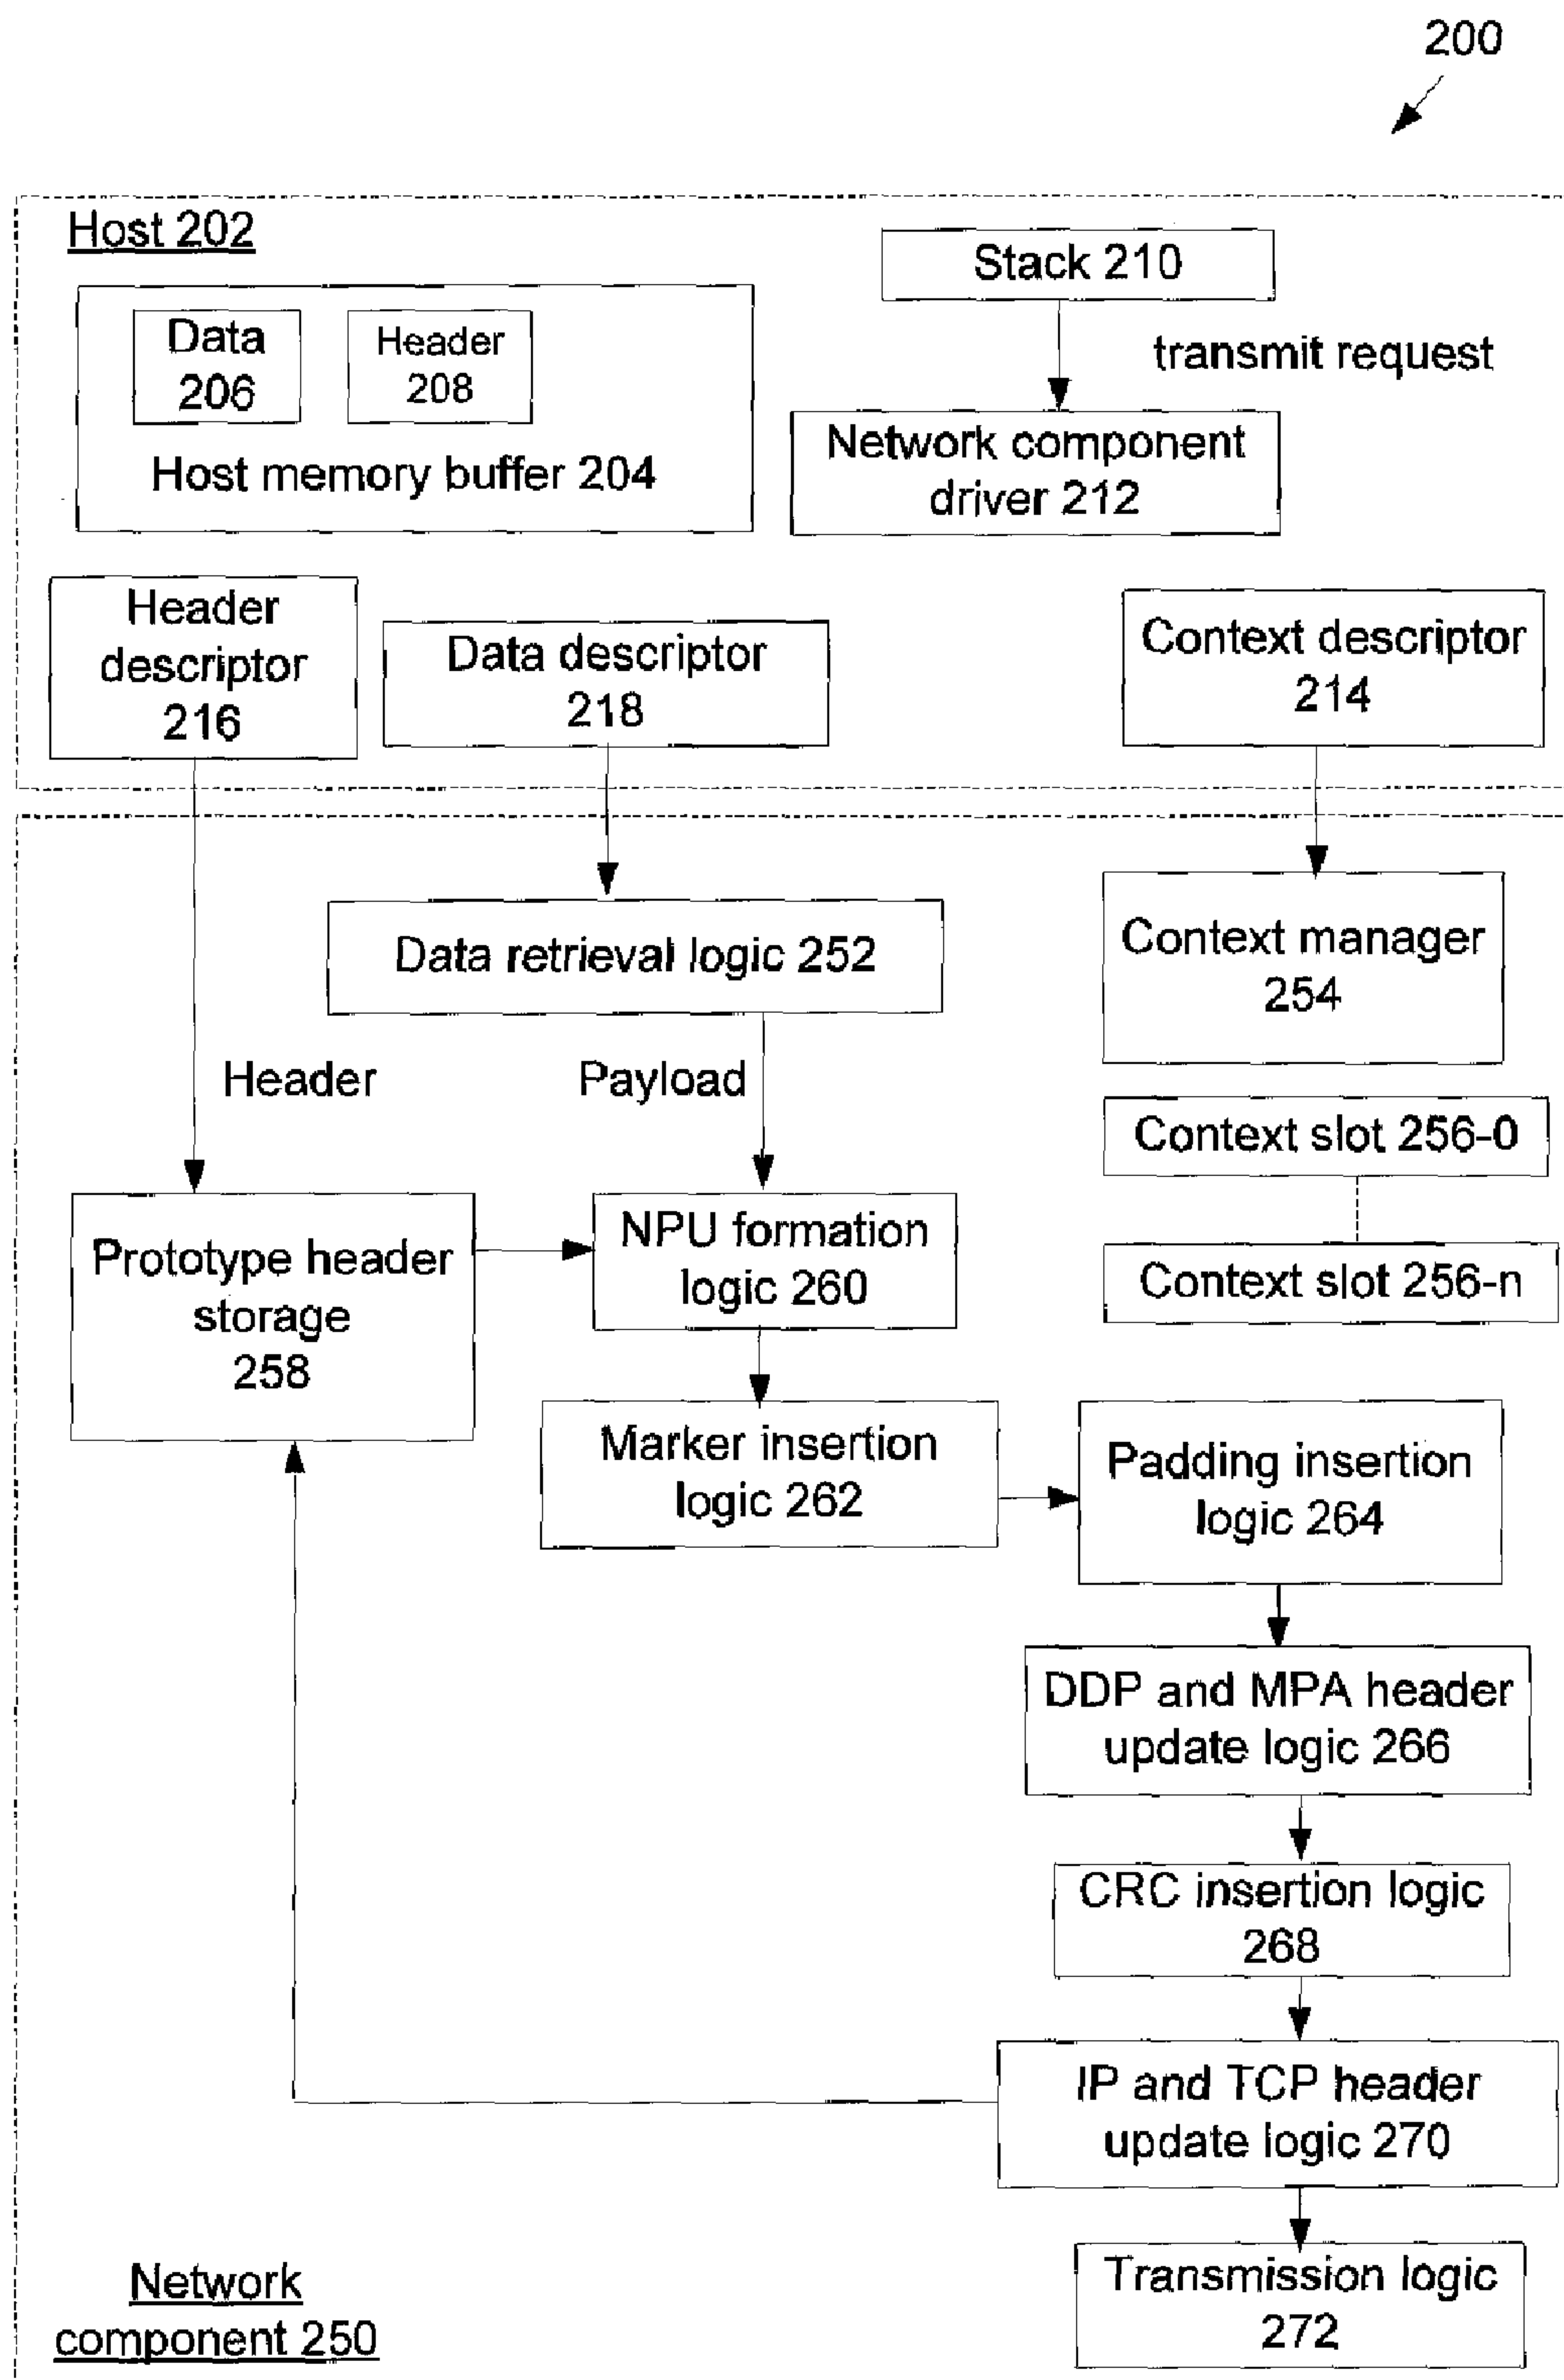 200
Host 202
Stack 210
Data
206
Header
208
transmit request
Host memory buffer 204
Network component
driver 212
Header
descriptor
216
Data descriptor
218
Context descriptor
214
Data retrieval logic 252
Context manager
254
Header
Payload
Context slot 256-0
Prototype header
storage
258
NPU formation
logic 260
Context slot 256-n
Marker insertion
logic 262
Padding insertion
logic 264
DDP and MPA header
update logic 266
CRC insertion logic
268
IP and TCP header
update logic 270
Network
component 250
Transmission logic
272